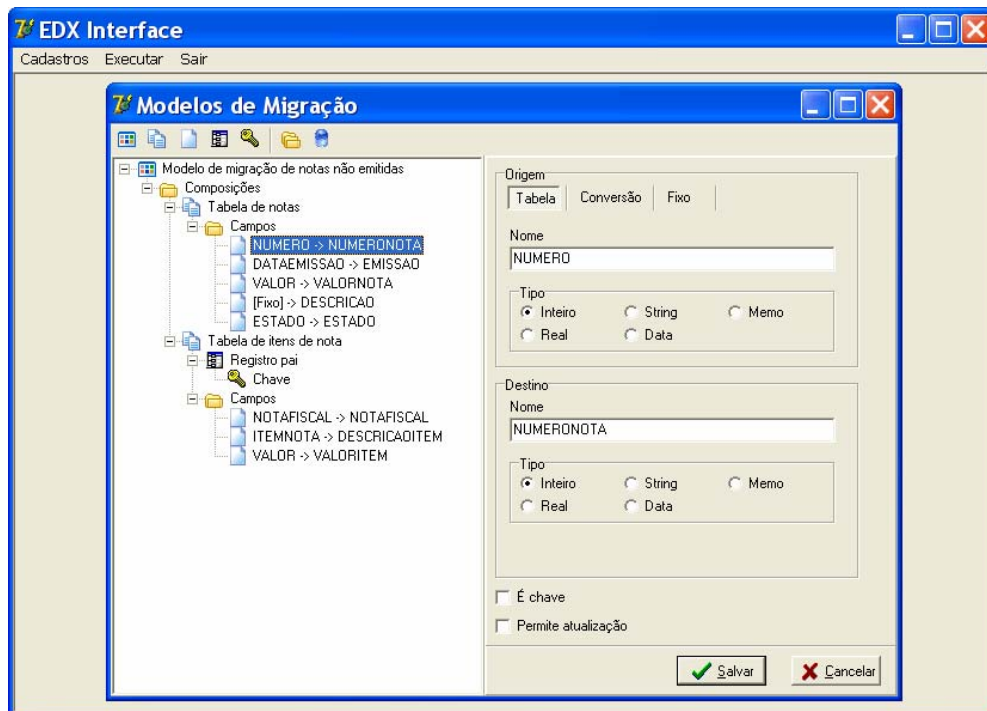 EDX Interface
Cadastros Executar Sair
Modelos de Migração
Modelo de migração de notas não emitidas
Composições
Tabela de notas
Campos
NUMERO -> NUMERONOTA
DATAEMISSAO -> EMISSAO
VALOR -> VALORNOTA
[Fixo] -> DESCRICAO
ESTADO -> ESTADO
Tabela de itens de nota
Registro pai
Chave
Campos
NOTAFISCAL -> NOTAFISCAL
ITEMNOTA -> DESCRICAOITEM
VALOR -> VALORITEM
Origem
Tabela Conversão Fixo
Nome
NUMERO
Tipo
Inteiro String Memo
Real Data
Destino
Nome
NUMERONOTA
Tipo
Inteiro String Memo
Real Data
É chave
Permite atualização
Salvar Cancelar